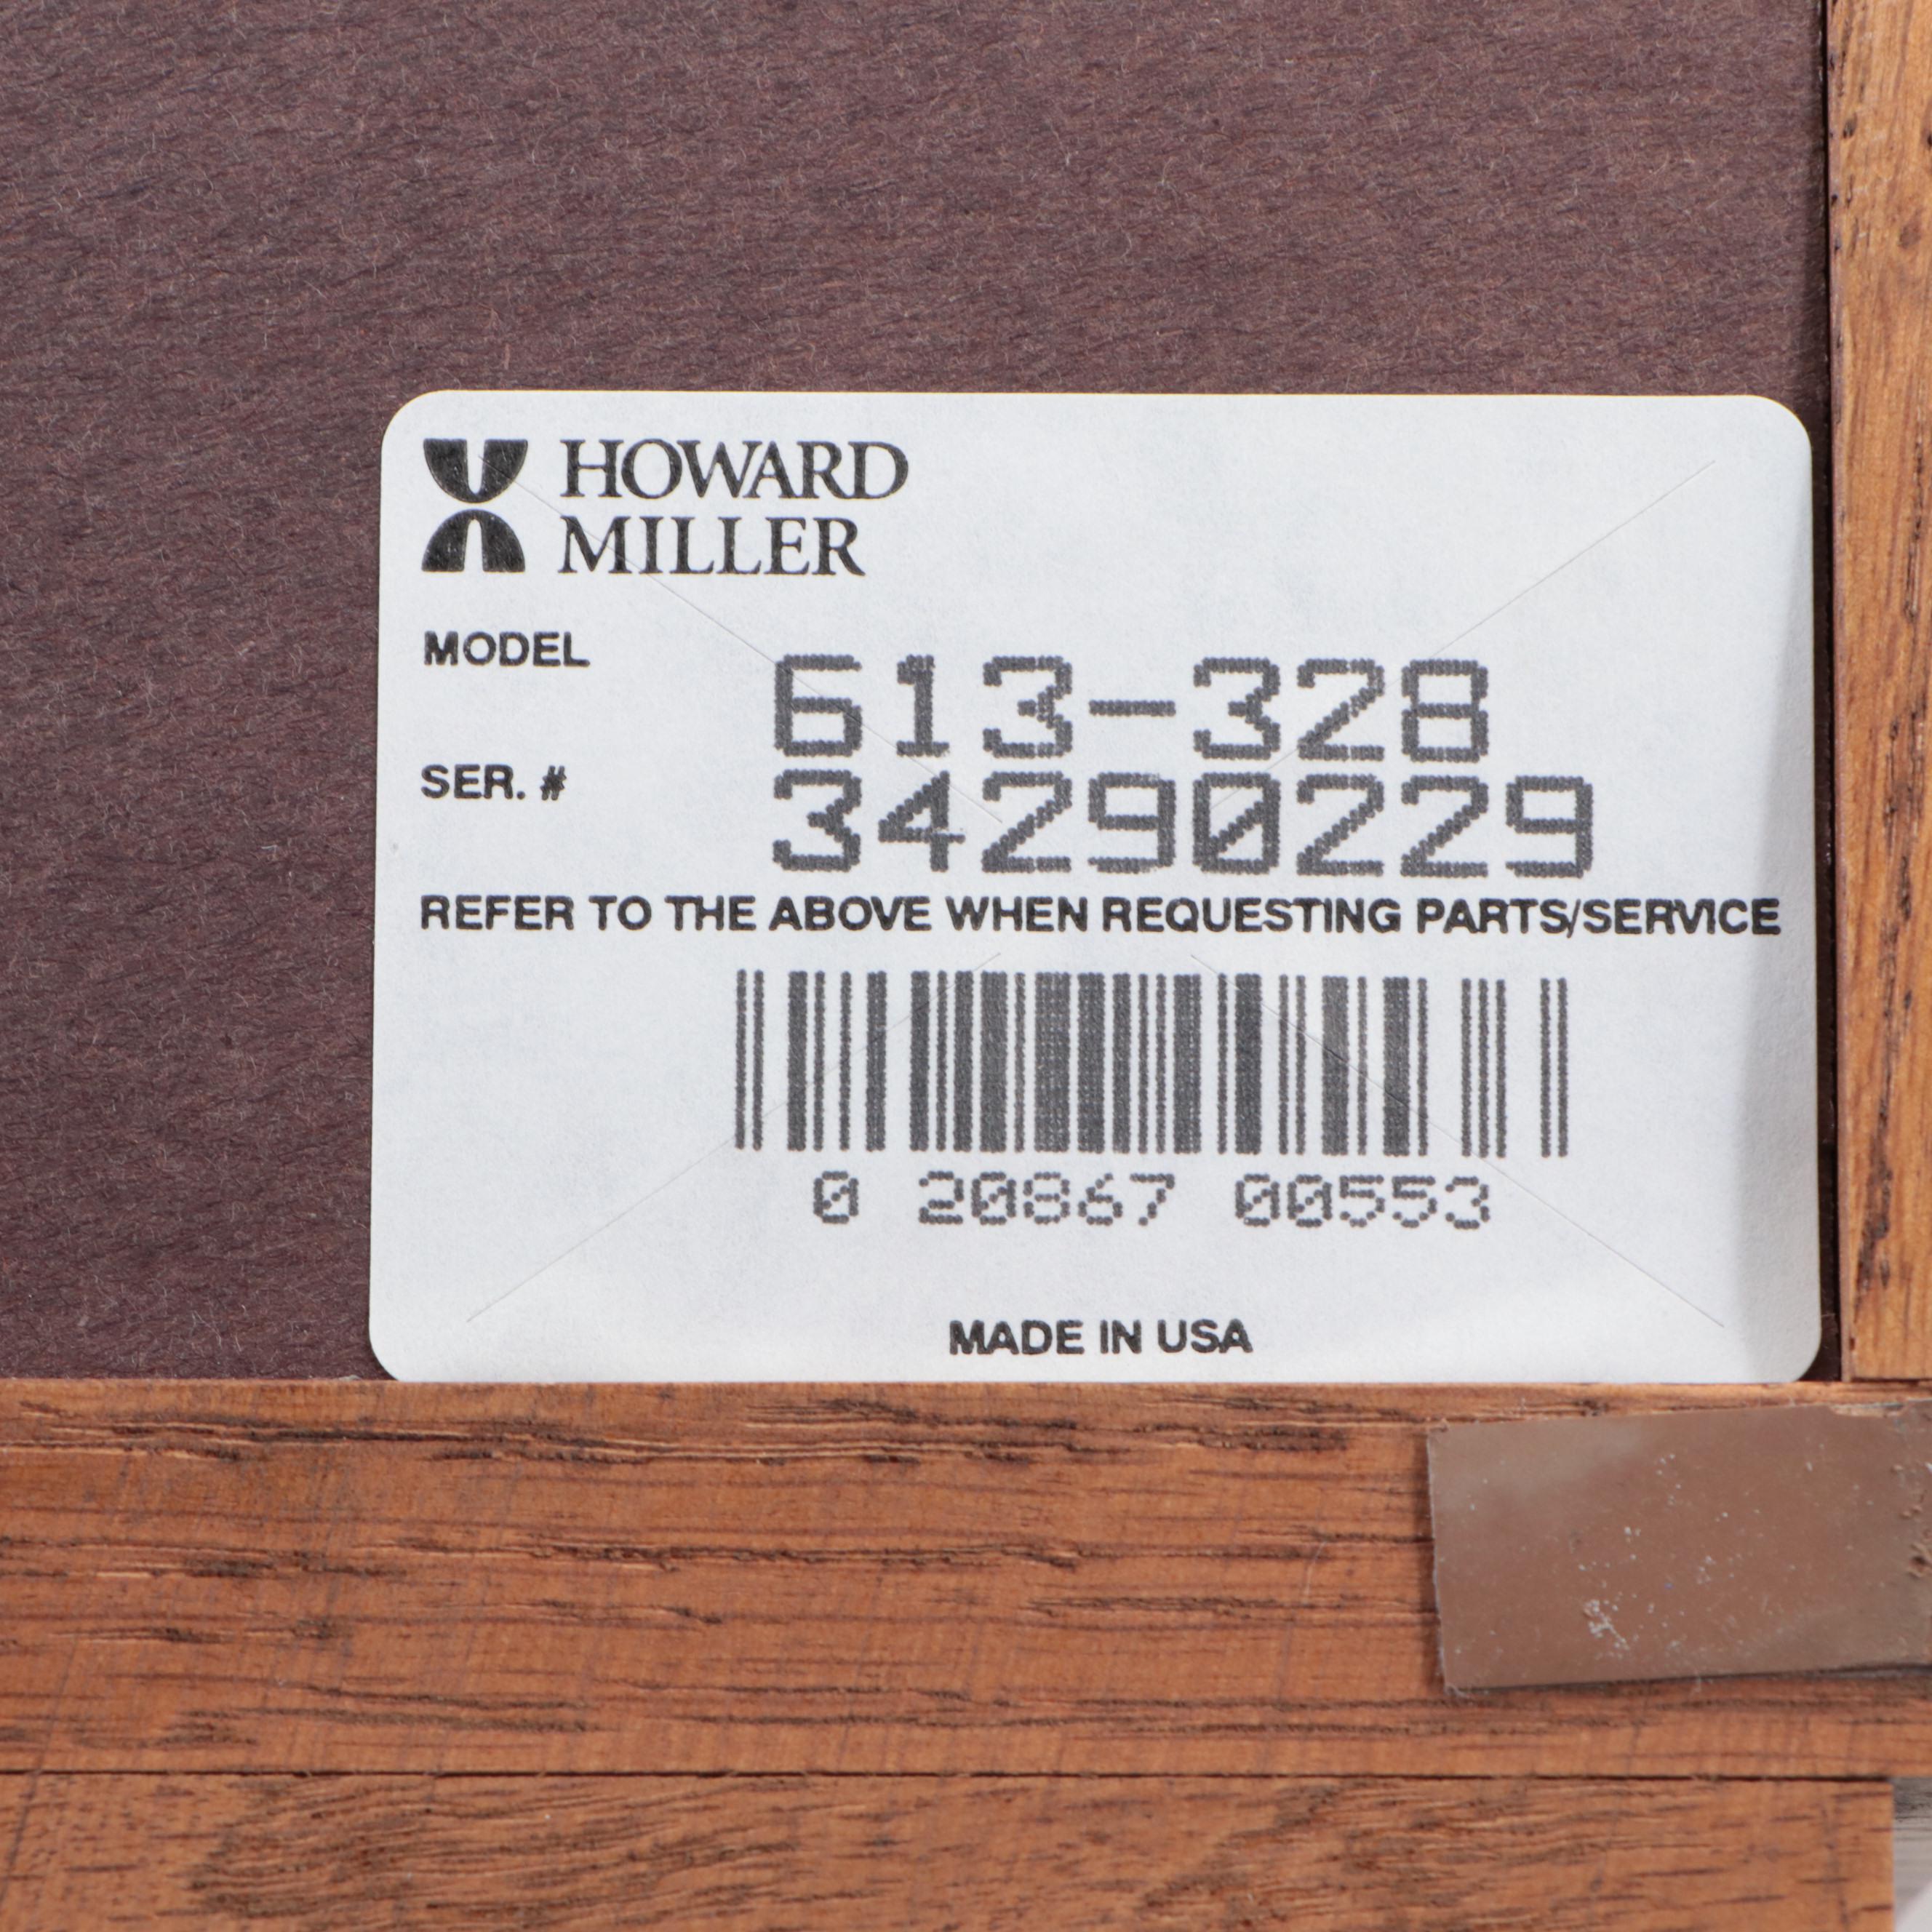 HOWARD
MILLER
MODEL 613-328
SER. # 34290229
REFER TO THE ABOVE WHEN REQUESTING PARTS/SERVICE
0 20867 00553
MADE IN USA